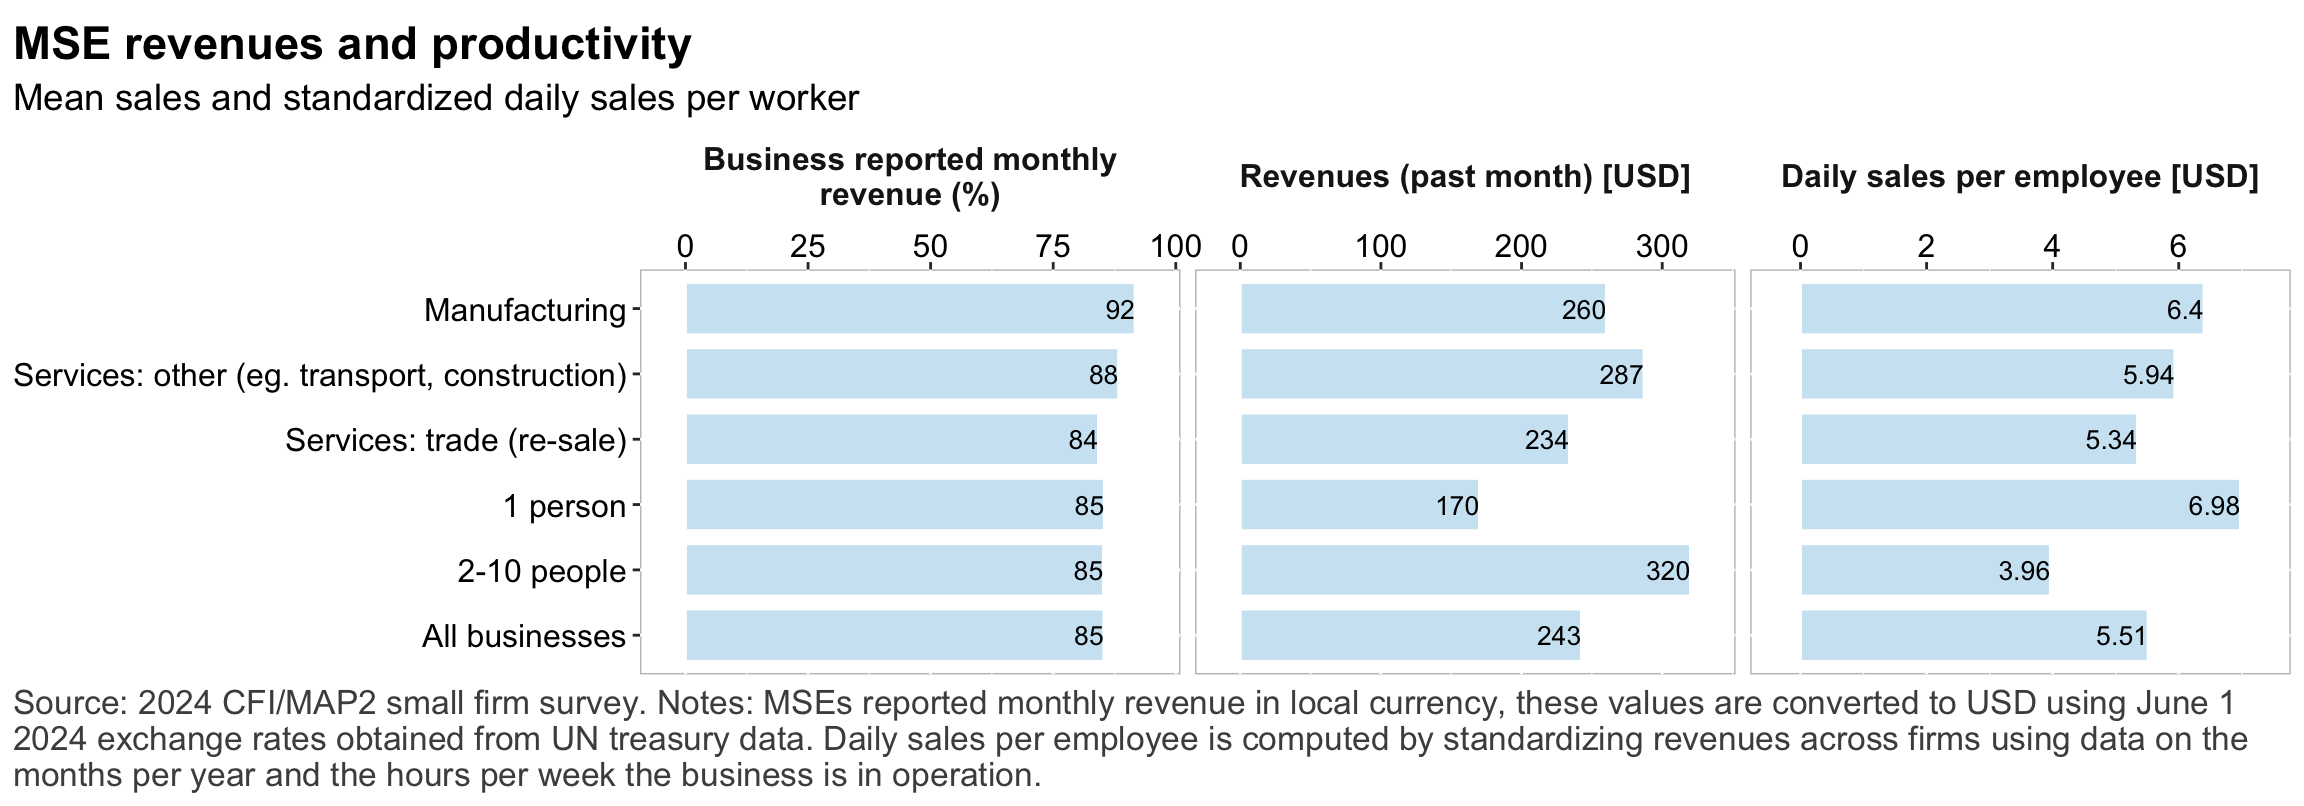 MSE revenues and productivity
Mean sales and standardized daily sales per worker
Business reported monthly
revenue (%)
Revenues (past month) [USD]
Daily sales per employee [USD]
0 25 50 75 100 0 100 200 300 0 2 4 6
Manufacturing 92 260 6.4
Services: other (eg. transport, construction) 88 287 5.94
Services: trade (re-sale) 84 234 5.34
1 person 85 170 6.98
2-10 people 85 320 3.96
All businesses 85 243 5.51
Source: 2024 CFI/MAP2 small firm survey. Notes: MSEs reported monthly revenue in local currency, these values are converted to USD using June 1
2024 exchange rates obtained from UN treasury data. Daily sales per employee is computed by standardizing revenues across firms using data on the
months per year and the hours per week the business is in operation.